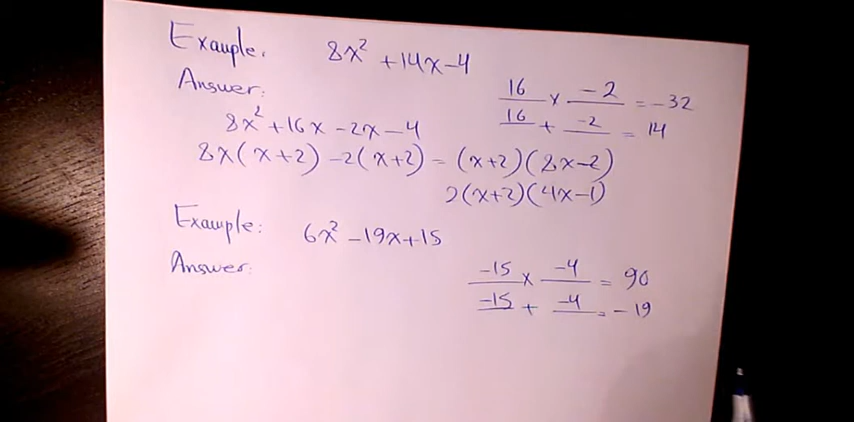 Example: 8x² + 14x - 4
Answer:
16 × -2 = -32
16 + -2 = 14
8x² + 16x - 2x - 4
8x(x+2) - 2(x+2) = (x+2)(8x-2)
2(x+2)(4x-1)
Example: 6x² - 19x + 15
Answer:
-15 × -4 = 90
-15 + -4 = -19